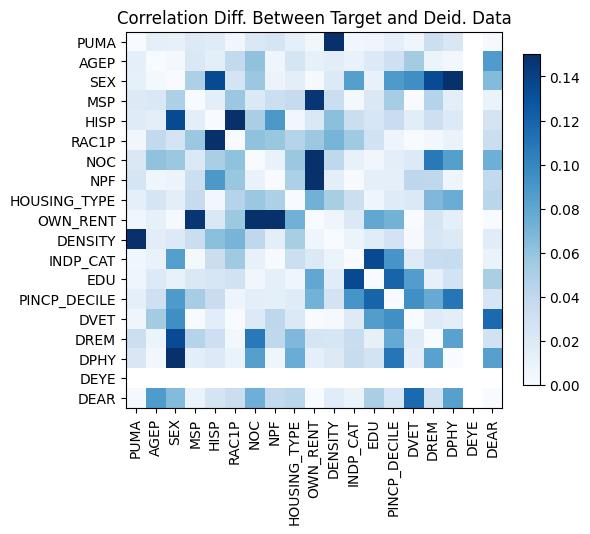 Correlation Diff. Between Target and Deid. Data
PUMA
AGEP
SEX
MSP
HISP
RAC1P
NOC
NPF
HOUSING_TYPE
OWN_RENT
DENSITY
INDP_CAT
EDU
PINCP_DECILE
DVET
DREM
DPHY
DEYE
DEAR
PUMA
AGEP
SEX
MSP
HISP
RAC1P
NOC
NPF
HOUSING_TYPE
OWN_RENT
DENSITY
INDP_CAT
EDU
PINCP_DECILE
DVET
DREM
DPHY
DEYE
DEAR
0.14
0.12
0.10
0.08
0.06
0.04
0.02
0.00